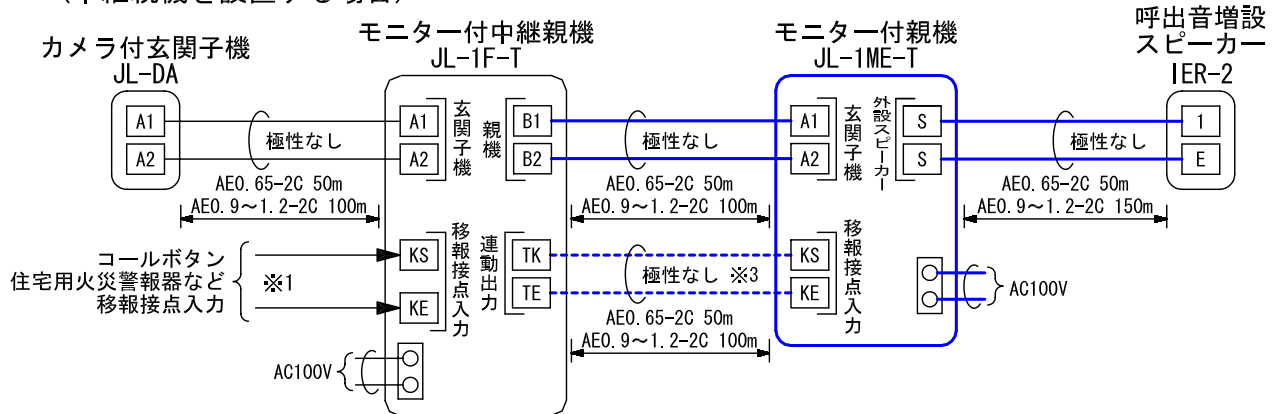 (中継親機を設置する場合)
カメラ付玄関子機
JL-DA
モニター付中継親機
JL-1F-T
モニター付親機
JL-1ME-T
呼出音増設
スピーカー
IER-2
A1
A2
極性なし
AE0.65-2C 50m
AE0.9～1.2-2C 100m
A1
A2
玄関子機
親機
B1
B2
極性なし
AE0.65-2C 50m
AE0.9～1.2-2C 100m
A1
A2
玄関子機
外設スピーカー
S
S
極性なし
AE0.65-2C 50m
AE0.9～1.2-2C 150m
1
E
コールボタン
住宅用火災警報器など
移報接点入力
※1
KS
KE
移報接点入力
連動出力
TK
TE
極性なし ※3
AE0.65-2C 50m
AE0.9～1.2-2C 100m
KS
KE
移報接点入力
AC100V
AC100V